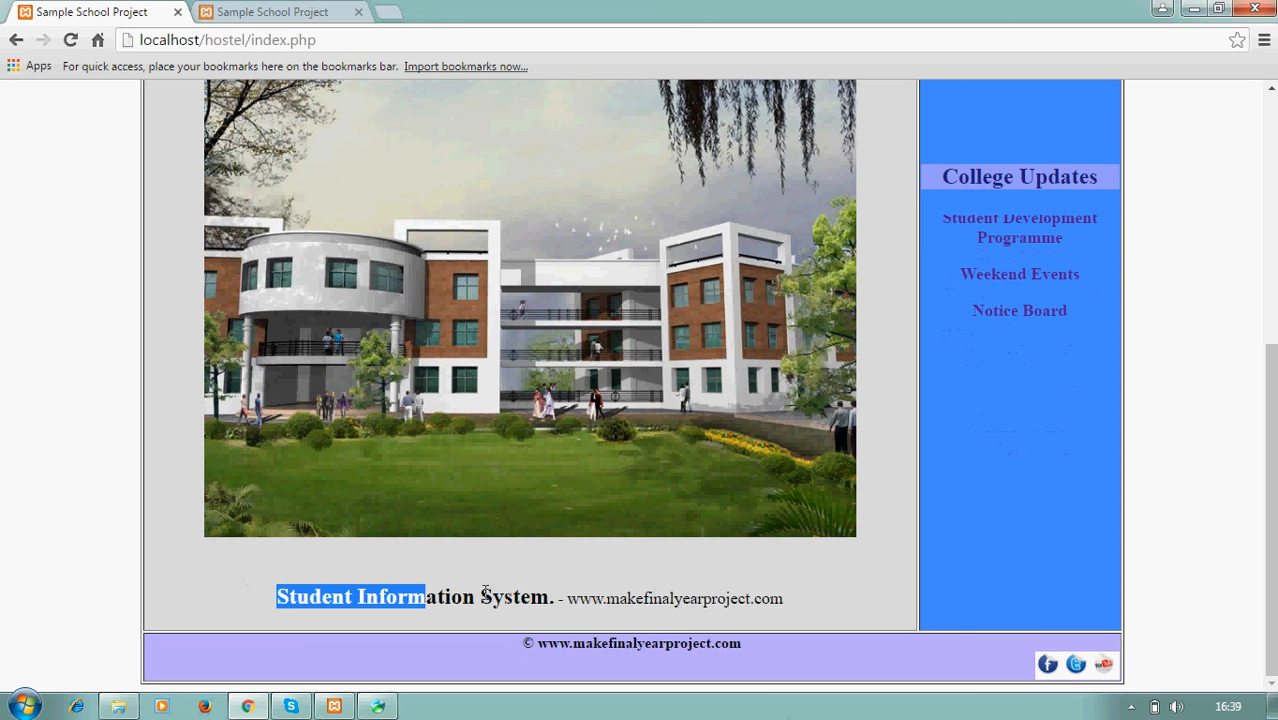 Sample School Project
Sample School Project
localhost/hostel/index.php
Apps For quick access, place your bookmarks here on the bookmarks bar. Import bookmarks now...
College Updates
Student Development
Programme
Weekend Events
Notice Board
Student Information System. - www.makefinalyearproject.com
© www.makefinalyearproject.com
16:39